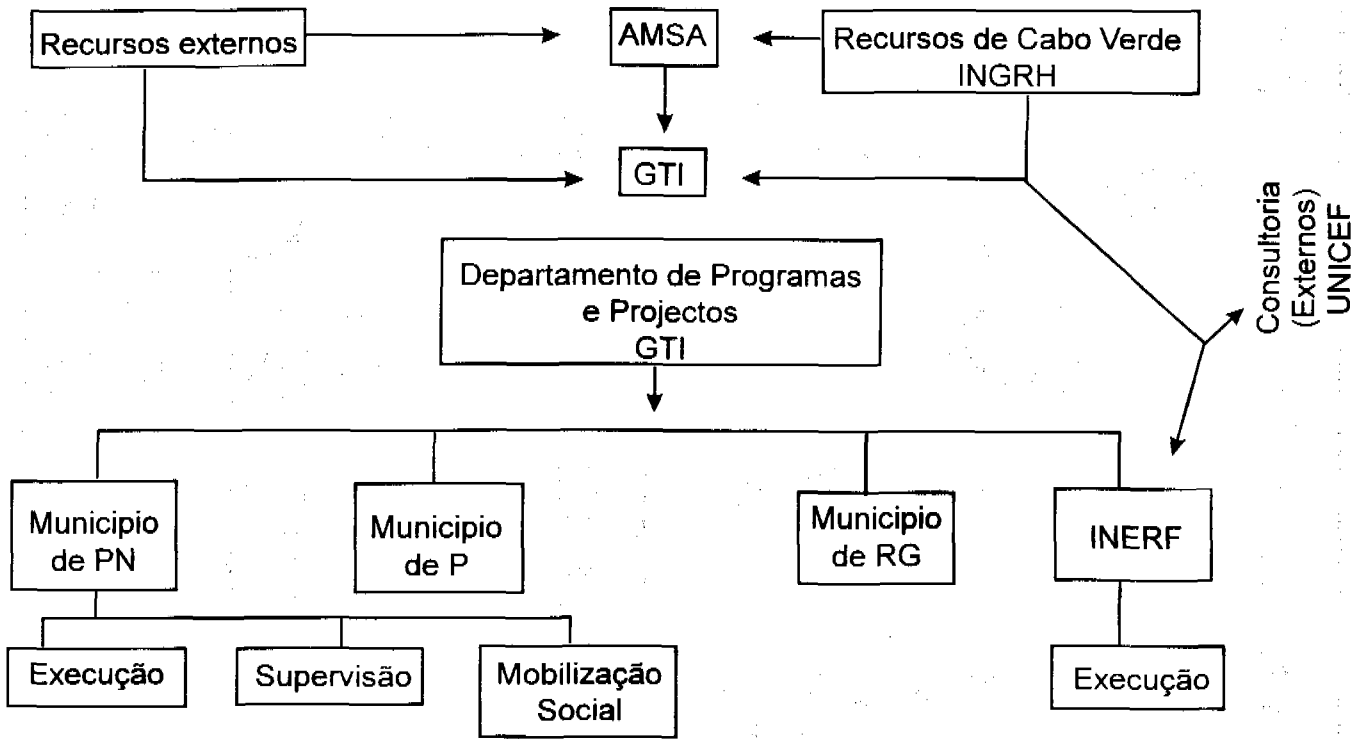 Recursos externos
AMSA
Recursos de Cabo Verde
INGRH
GTI
Consultoria
(Externos)
UNICEF
Departamento de Programas
e Projectos
GTI
Municipio
de PN
Municipio
de P
Municipio
de RG
INERF
Execução
Supervisão
Mobilização
Social
Execução